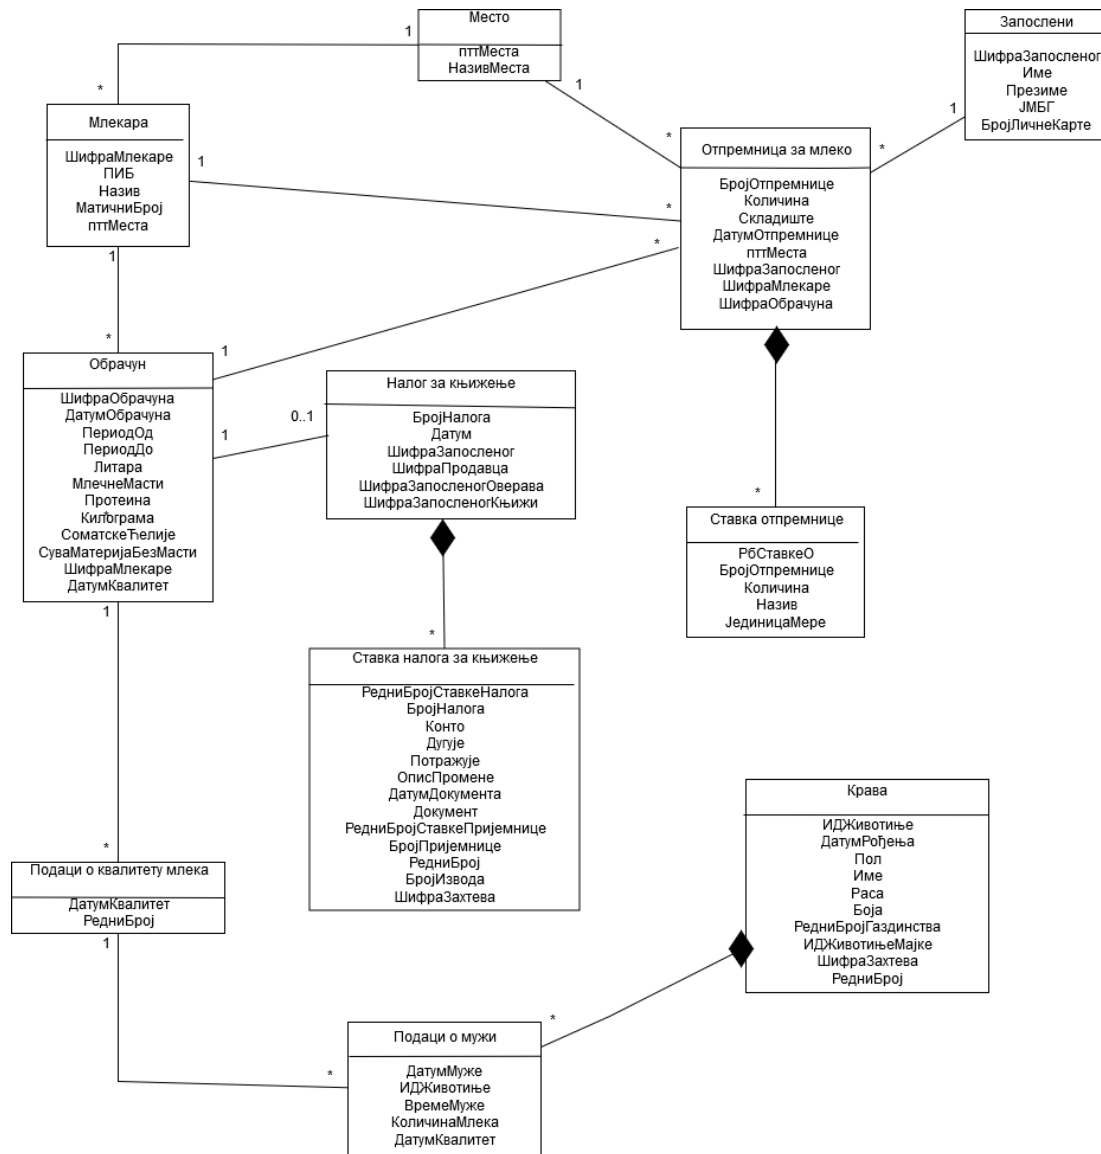 Место
пттМеста
НазивМеста
1
*
1
*
Запослени
ШифраЗапосленог
Име
Презиме
ЈМБГ
БројЛичнеКарте
1
*
Млекара
ШифраМлекаре
ПИБ
Назив
МатичниБрој
пттМеста
1
*
1
*
Отпремница за млеко
БројОтпремнице
Количина
Складиште
ДатумОтпремнице
пттМеста
ШифраЗапосленог
ШифраМлекаре
ШифраОбрачуна
*
1
Обрачун
ШифраОбрачуна
ДатумОбрачуна
ПериодОд
ПериодДо
Литара
МлечнеМасти
Протеина
Килограма
СоматскеЋелије
СуваМатеријаБезМасти
ШифраМлекаре
ДатумКвалитет
1
0..1
Налог за књижење
БројНалога
Датум
ШифраЗапосленог
ШифраПродавца
ШифраЗапосленогОверава
ШифраЗапосленогКњижи
*
Ставка отпремнице
РбСтавкеО
БројОтпремнице
Количина
Назив
ЈединицаМере
1
*
*
Ставка налога за књижење
РедниБројСтавкеНалога
БројНалога
Конто
Дугује
Потражује
ОписПромене
ДатумДокумента
Документ
РедниБројСтавкеПријемнице
БројПријемнице
РедниБрој
БројИзвода
ШифраЗахтева
Крава
ИДЖивотиње
ДатумРођења
Пол
Име
Раса
Боја
РедниБројГаздинства
ИДЖивотињеМајке
ШифраЗахтева
РедниБрој
Подаци о квалитету млека
ДатумКвалитет
РедниБрој
1
*
*
Подаци о мужи
ДатумМуже
ИДЖивотиње
ВремеМуже
КоличинаМлека
ДатумКвалитет